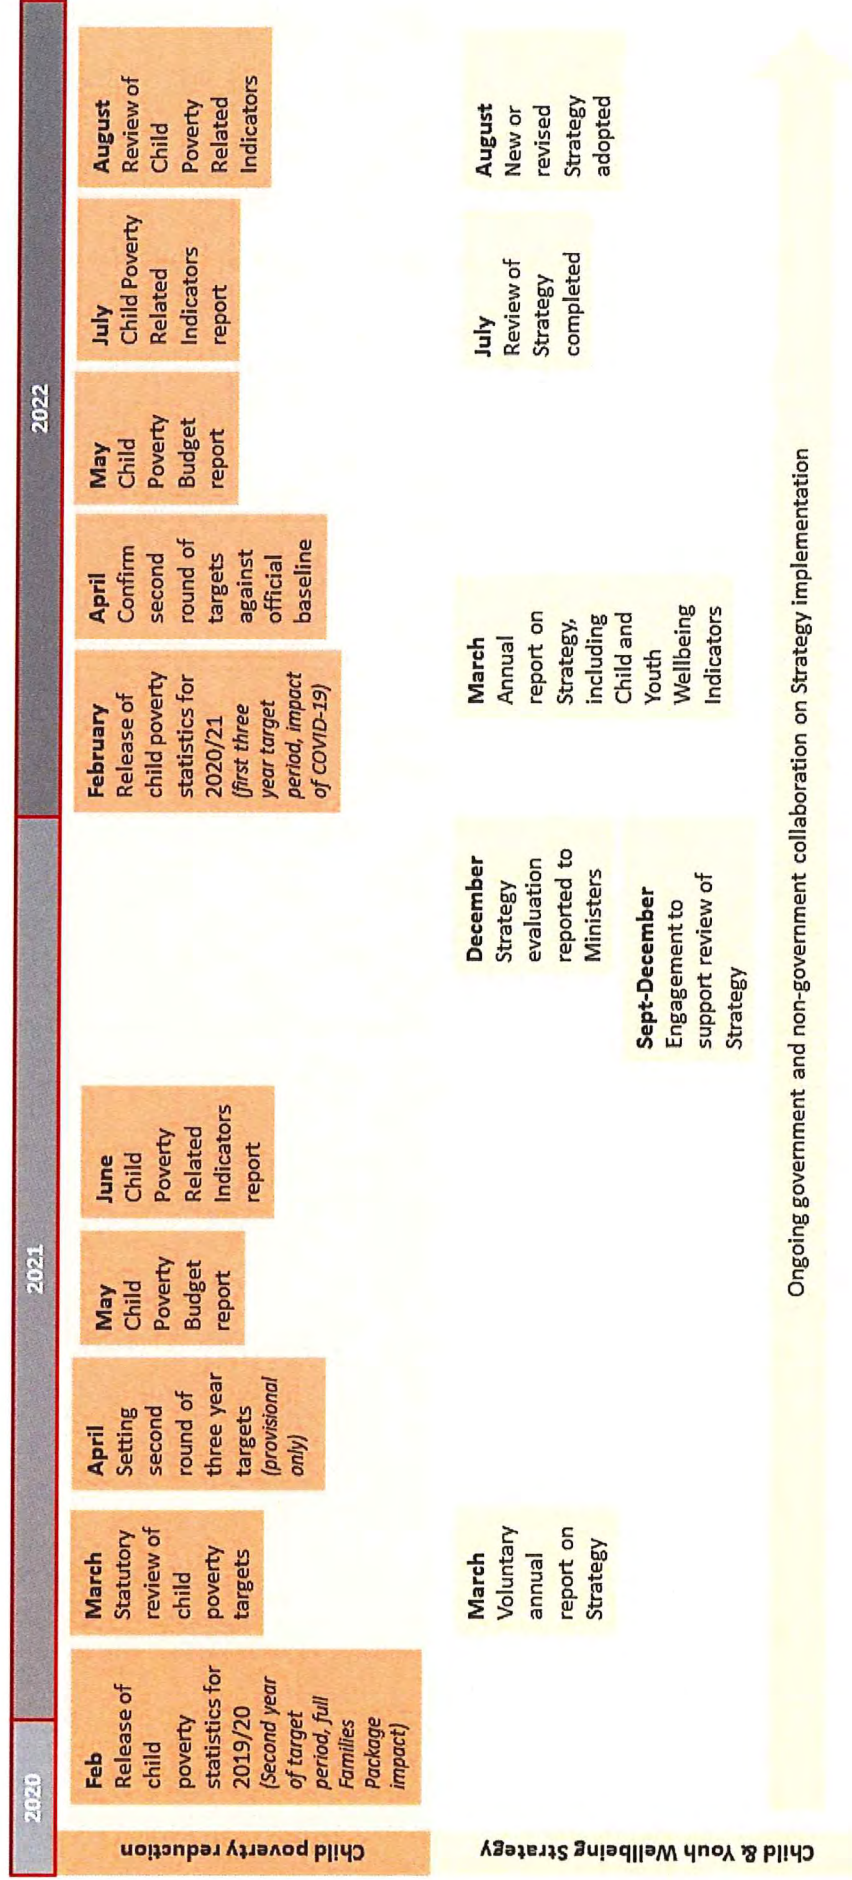 2020
2021
2022
Child poverty reduction
Feb
Release of
child
poverty
statistics for
2019/20
(Second year
of target
period, full
Families
Package
impact)
March
Statutory
review of
child
poverty
targets
April
Setting
second
round of
three year
targets
(provisional
only)
May
Child
Poverty
Budget
report
June
Child
Poverty
Related
Indicators
report
February
Release of
child poverty
statistics for
2020/21
(first three
year target
period, impact
of COVID-19)
April
Confirm
second
round of
targets
against
official
baseline
May
Child
Poverty
Budget
report
July
Child Poverty
Related
Indicators
report
August
Review of
Child
Poverty
Related
Indicators
Child & Youh Wellbeing Strategy
March
Voluntary
annual
report on
Strategy
December
Strategy
evaluation
reported to
Ministers
Sept-December
Engagement to
support review of
Strategy
March
Annual
report on
Strategy,
including
Child and
Youth
Wellbeing
Indicators
July
Review of
Strategy
completed
August
New or
revised
Strategy
adopted
Ongoing government and non-government collaboration on Strategy implementation